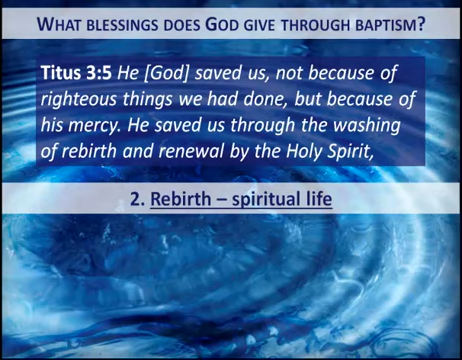 WHAT BLESSINGS DOES GOD GIVE THROUGH BAPTISM?
Titus 3:5 He [God] saved us, not because of
righteous things we had done, but because of
his mercy. He saved us through the washing
of rebirth and renewal by the Holy Spirit,
2. Rebirth – spiritual life